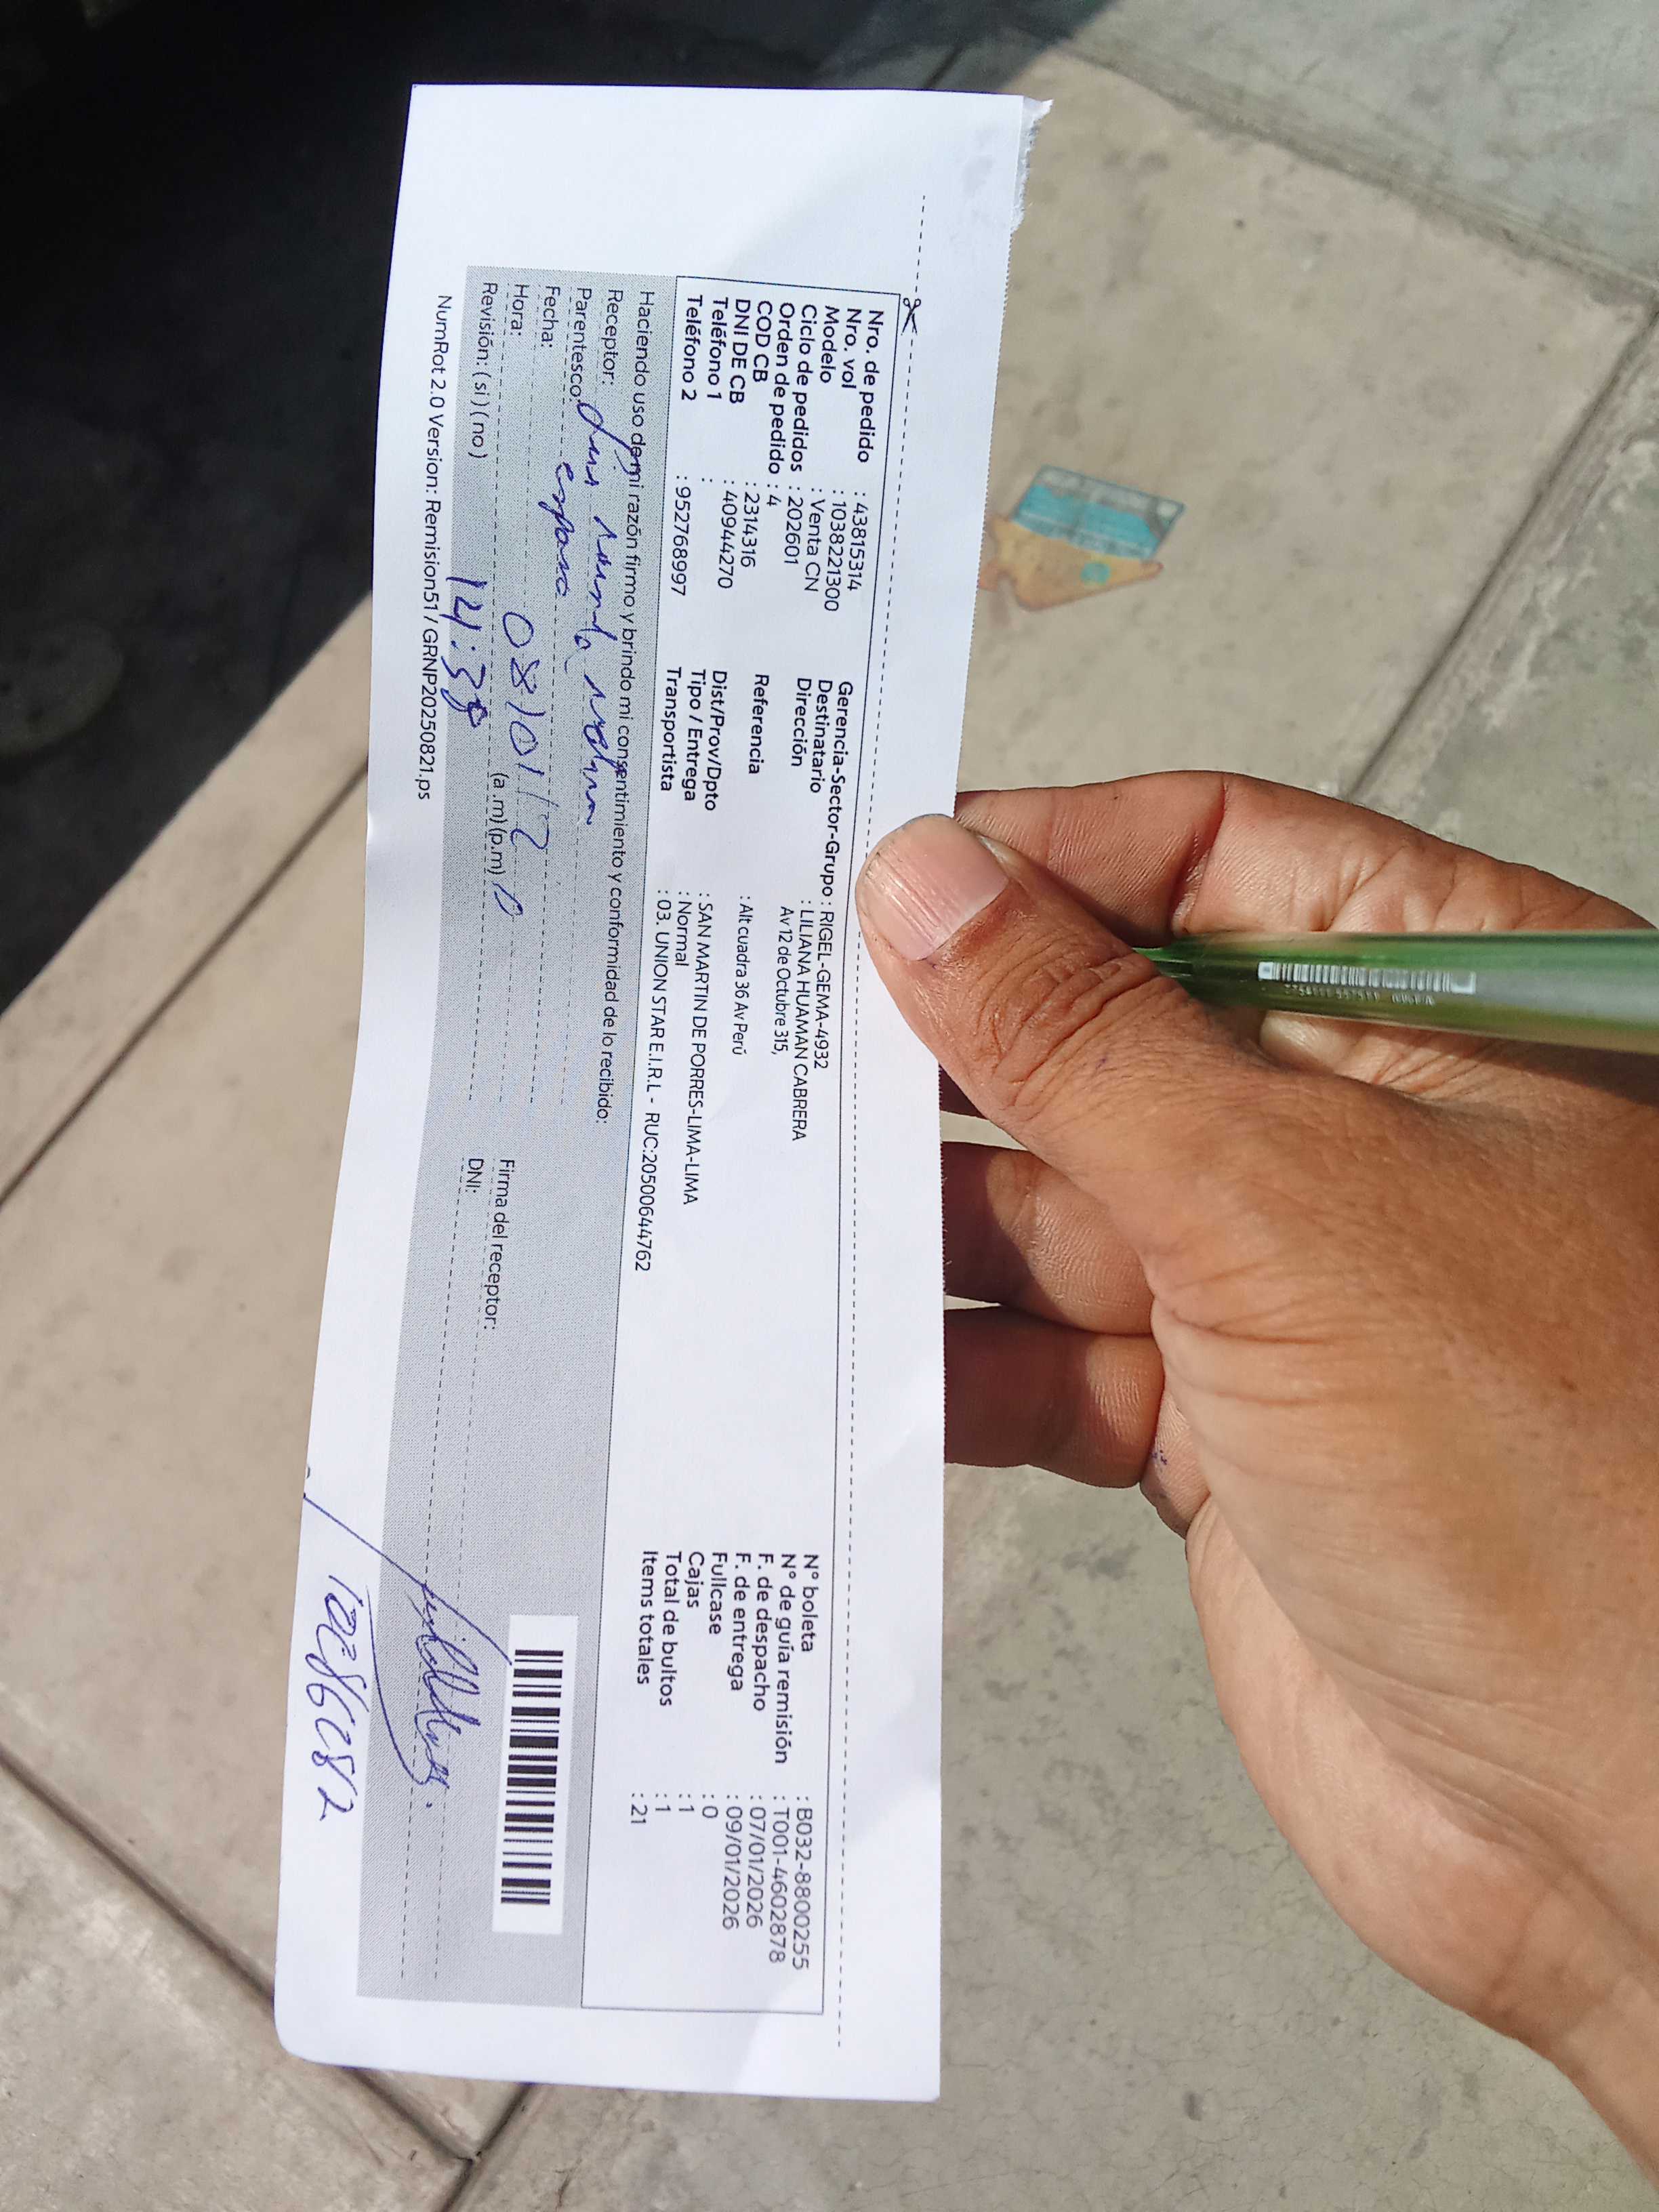 Nro. de pedido : 43815314
Nro. vol : 1038221300
Modelo : Venta CN
Ciclo de pedidos : 202601
Orden de pedido : 4
COD CB : 2314316
DNI DE CB : 40944270
Teléfono 1 :
Teléfono 2 : 952768997
Gerencia-Sector-Grupo : RIGEL-GEMA-4932
Destinatario : LILIANA HUAMAN CABRERA
Dirección Av 12 de Octubre 315,
Referencia : Alt cuadra 36 Av Perú
Dist/Prov/Dpto : SAN MARTIN DE PORRES-LIMA-LIMA
Tipo / Entrega : Normal
Transportista : 03. UNION STAR E.I.R.L - RUC:20500644762
N° boleta : B032-8800255
N° de guía remisión : T001-4602878
F. de despacho : 07/01/2026
F. de entrega : 09/01/2026
Fullcase : 0
Cajas : 1
Total de bultos : 1
Items totales : 21
Haciendo uso de mi razón firmo y brindo mi consentimiento y conformidad de lo recibido:
Receptor:
Parentesco: esposo
Fecha: 08/01/
Hora: (a .m) (p.m)
Revisión: ( si ) ( no )
Firma del receptor:
DNI:
NumRot 2.0 Version: Remision51 / GRNP20250821.ps